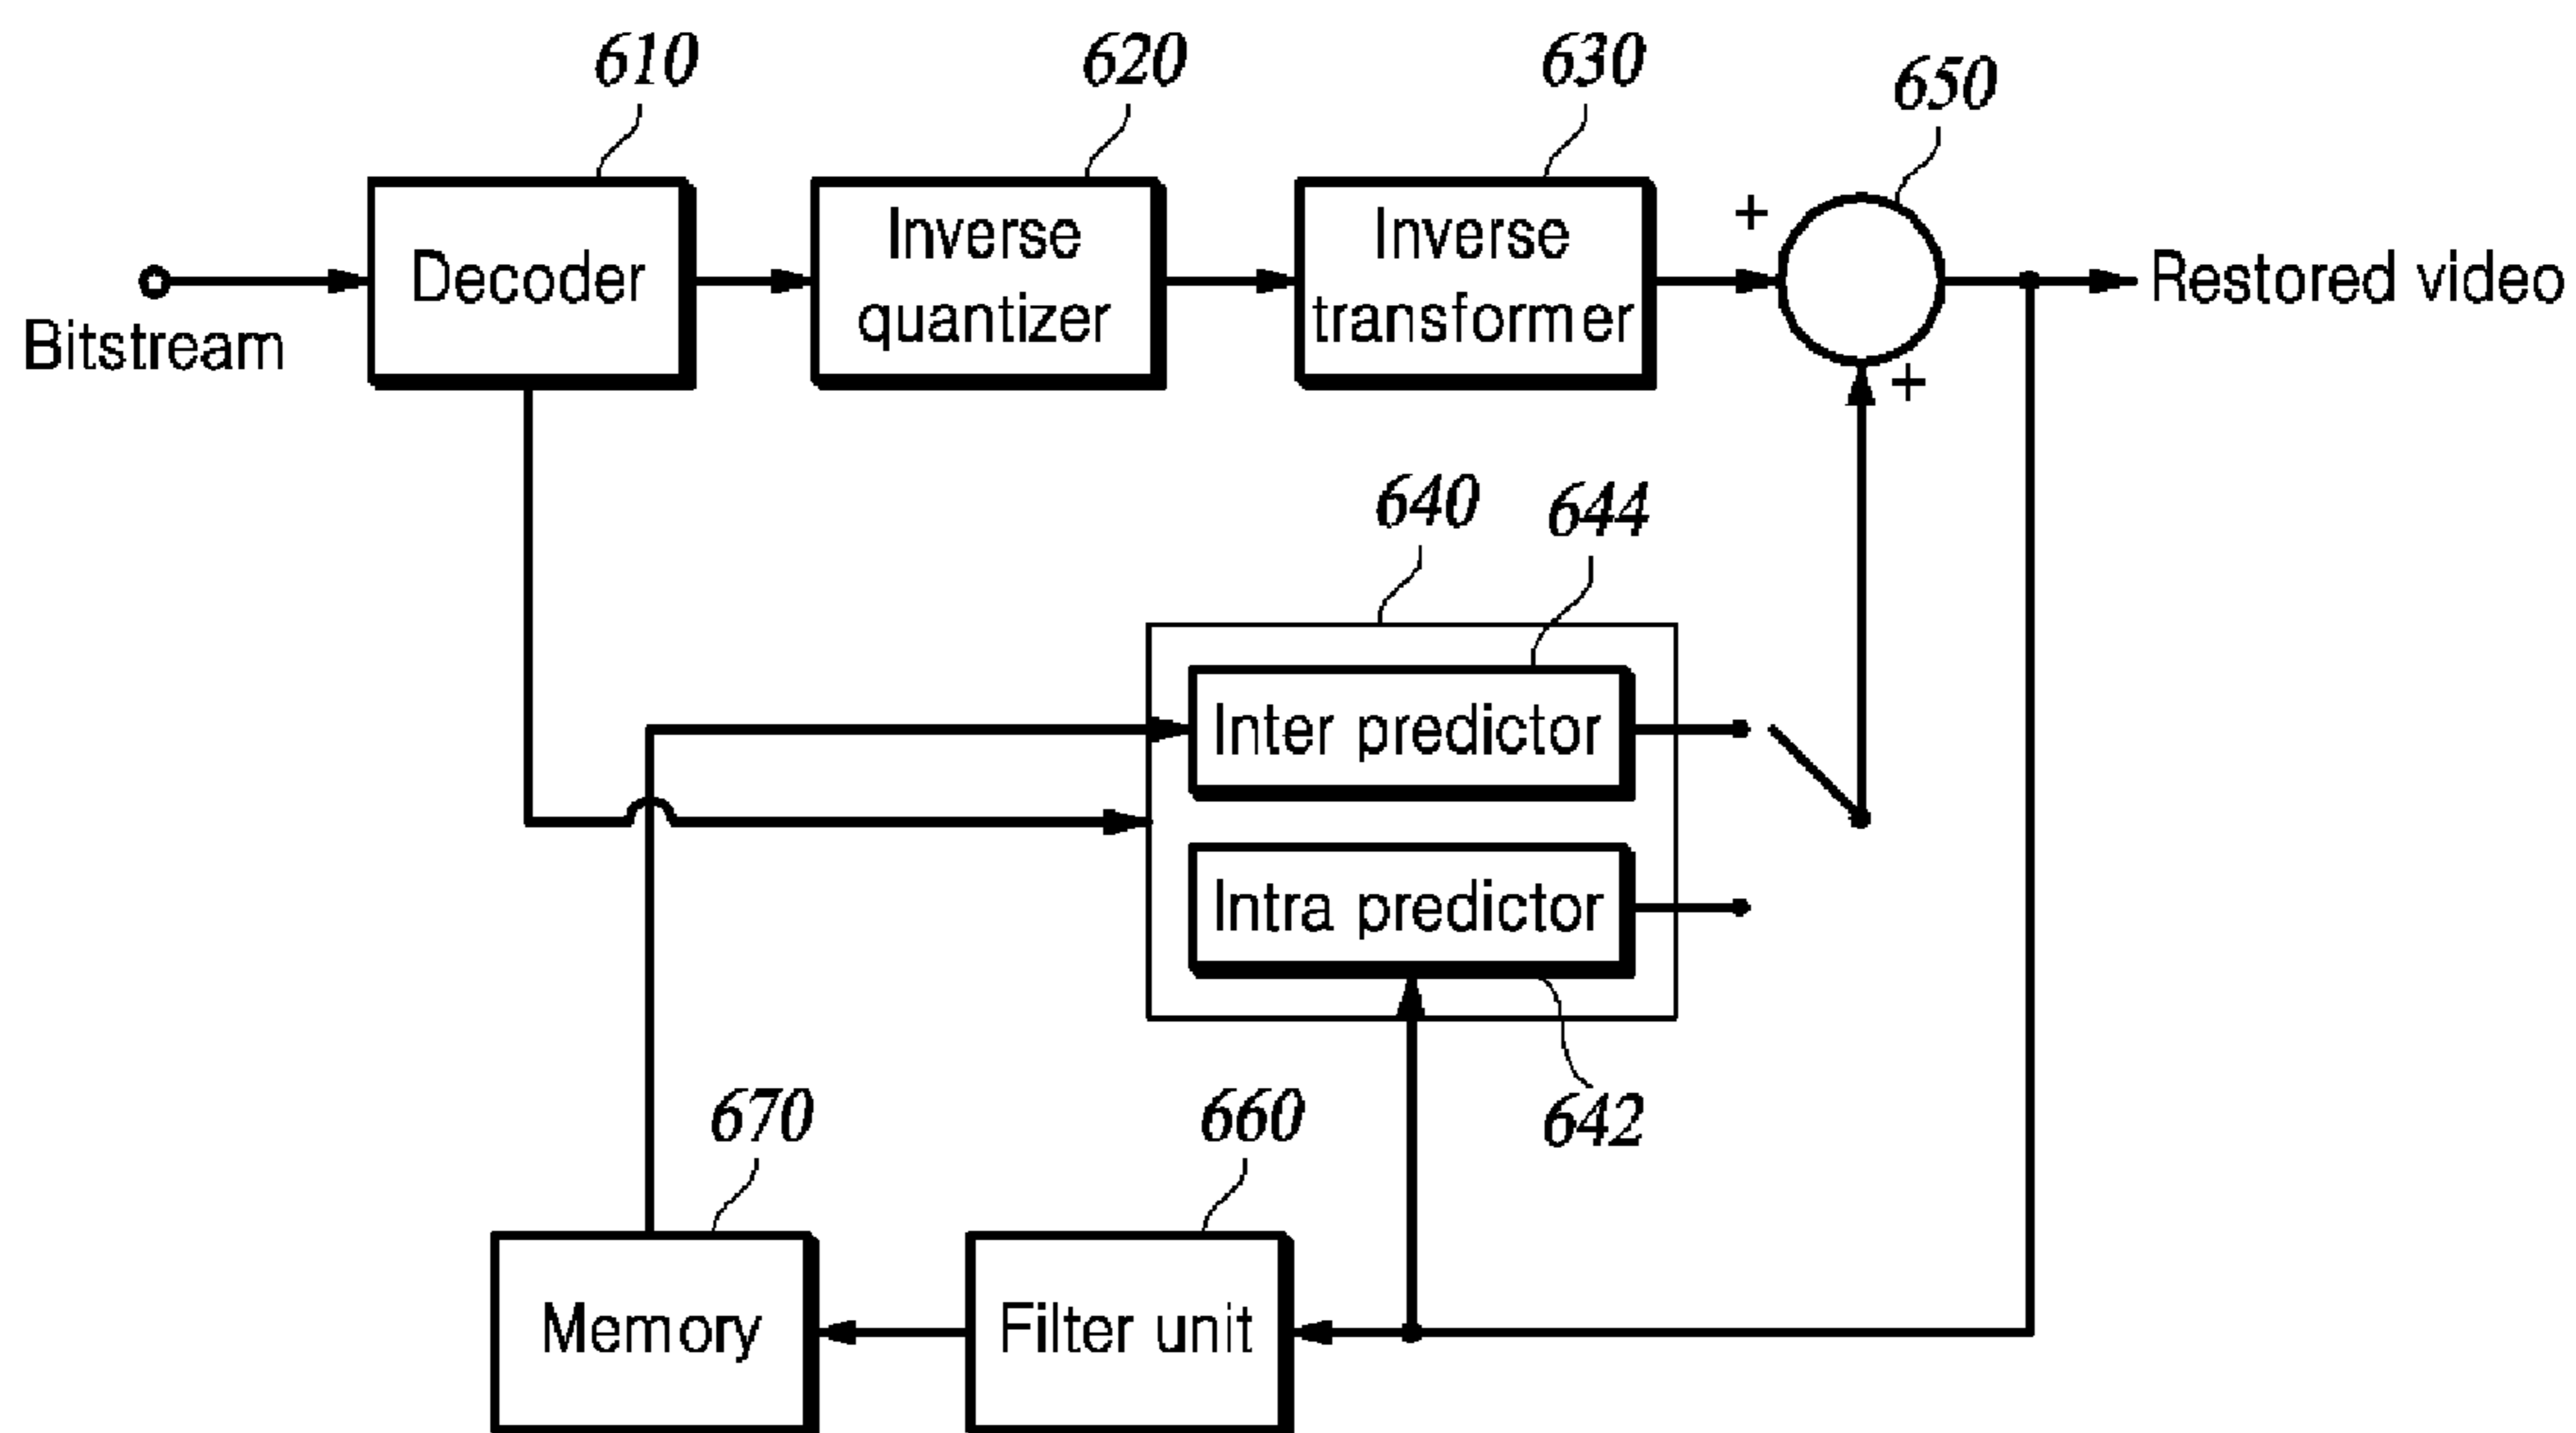 610
620
630
650
Decoder
Inverse
quantizer
Inverse
transformer
+
+
Bitstream
Restored video
640
644
Inter predictor
Intra predictor
642
670
660
Memory
Filter unit